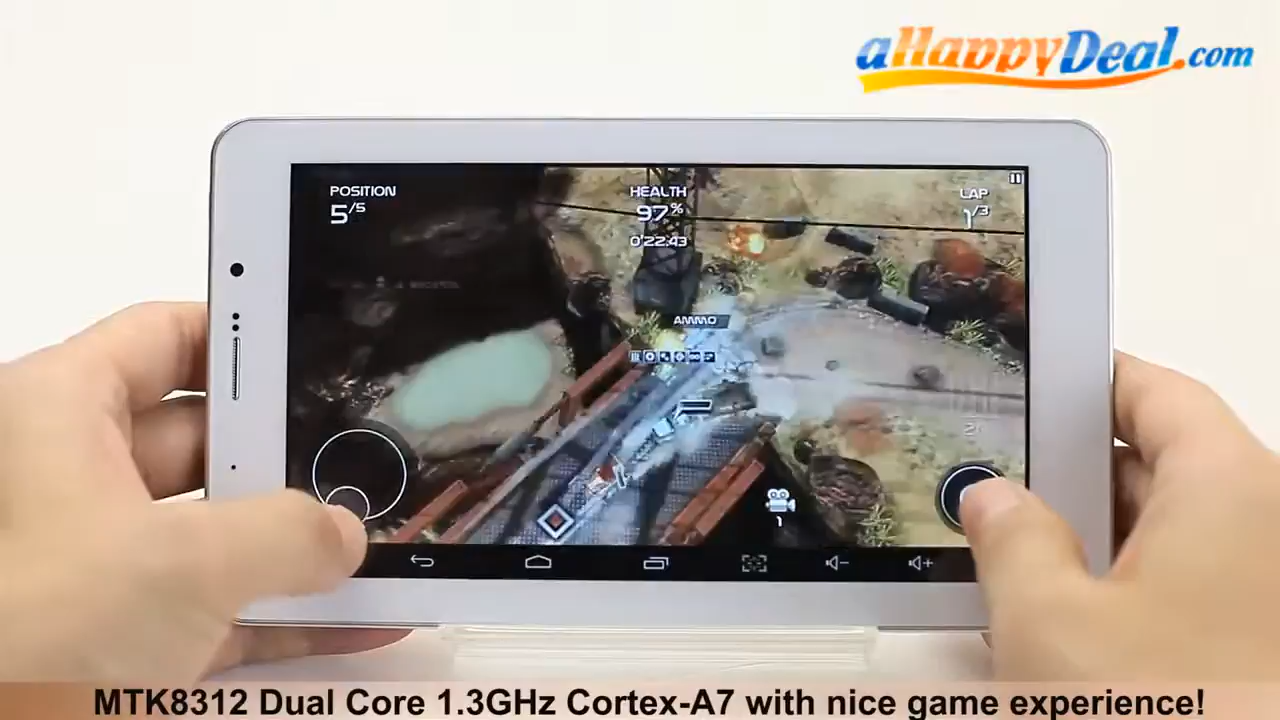 aHappyDeal.com
POSITION
5/5
HEALTH
97%
0'22.43
LAP
1/3
AMMO
1
MTK8312 Dual Core 1.3GHz Cortex-A7 with nice game experience!